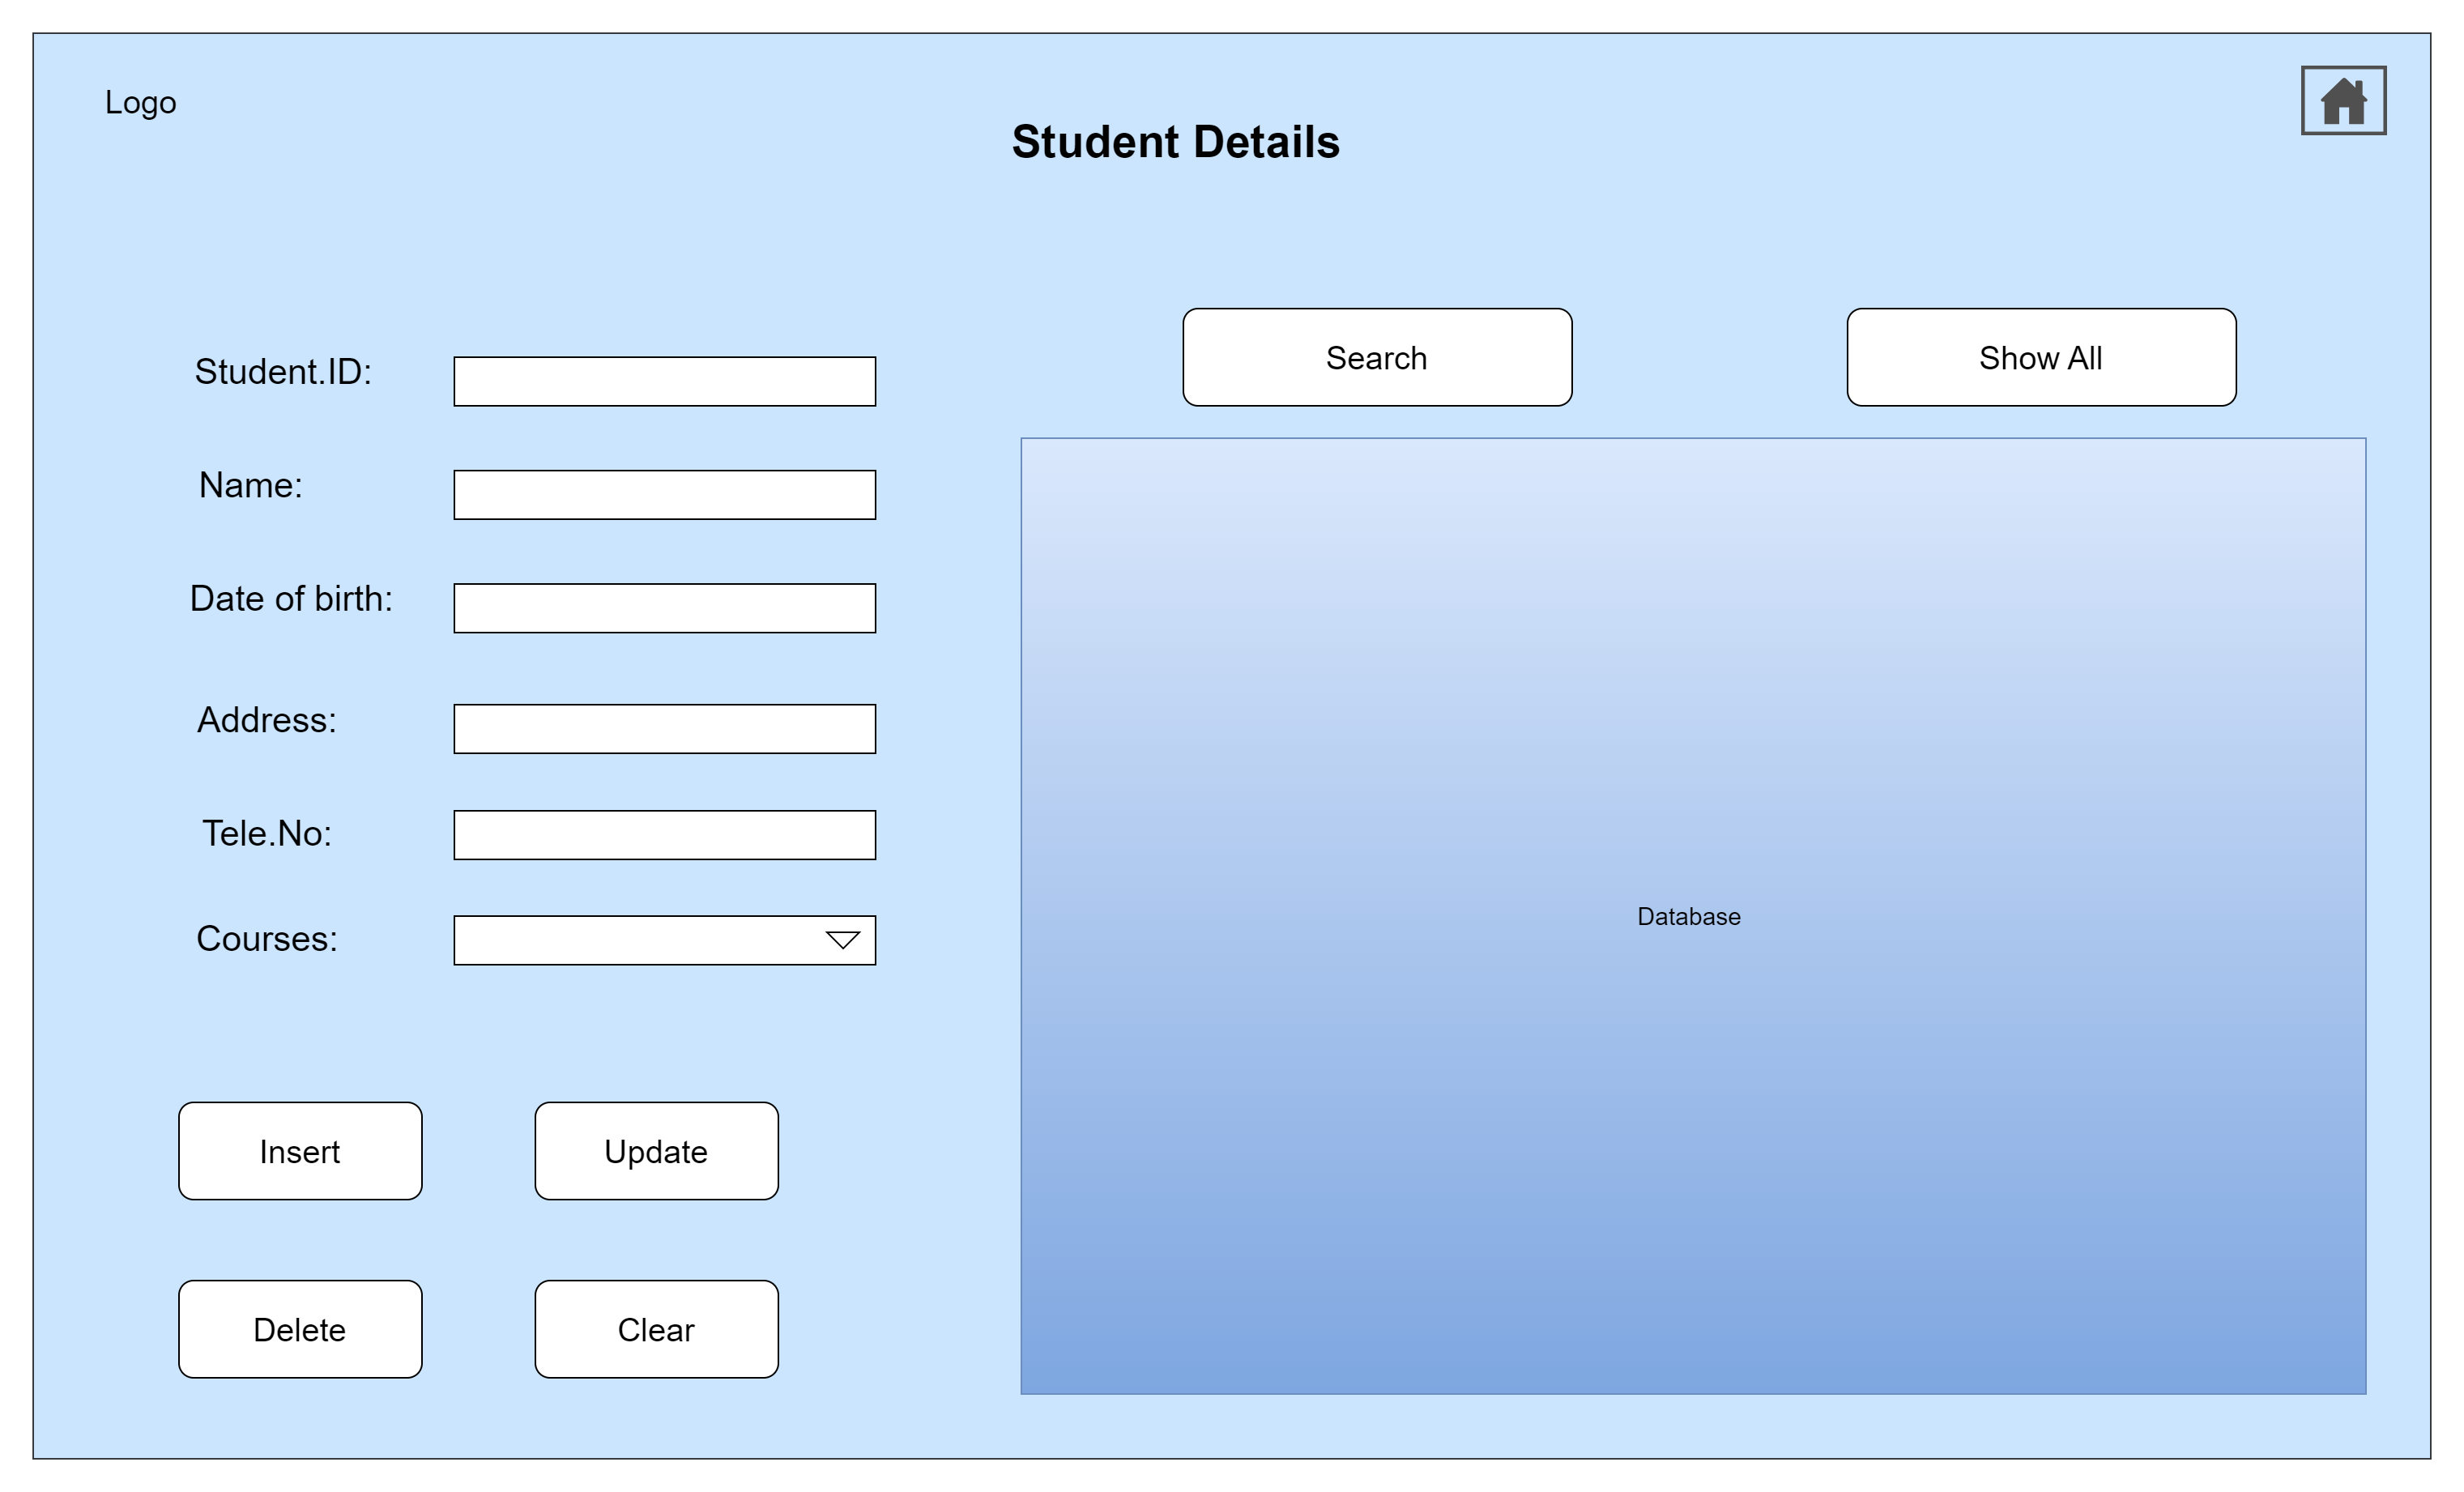 Logo
Student Details
Student.ID:
Name:
Date of birth:
Address:
Tele.No:
Courses:
Insert
Update
Delete
Clear
Search
Show All
Database